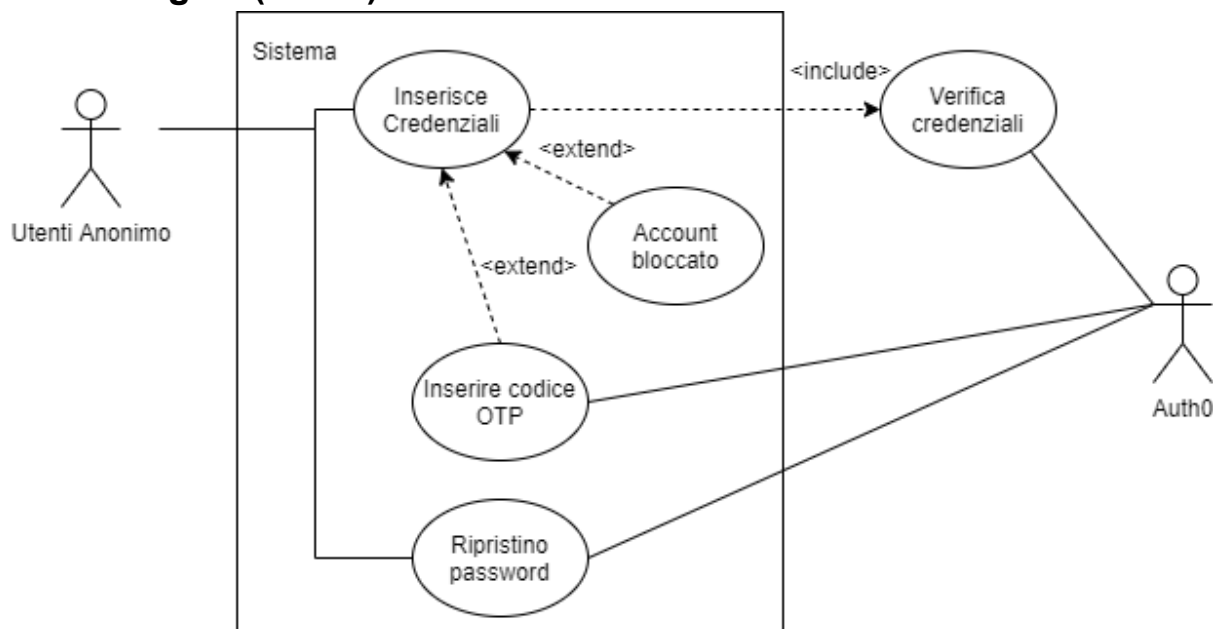 Sistema
Inserisce
Credenziali
<include>
Verifica
credenziali
<extend>
Utenti Anonimo
Account
bloccato
<extend>
Inserire codice
OTP
Auth0
Ripristino
password